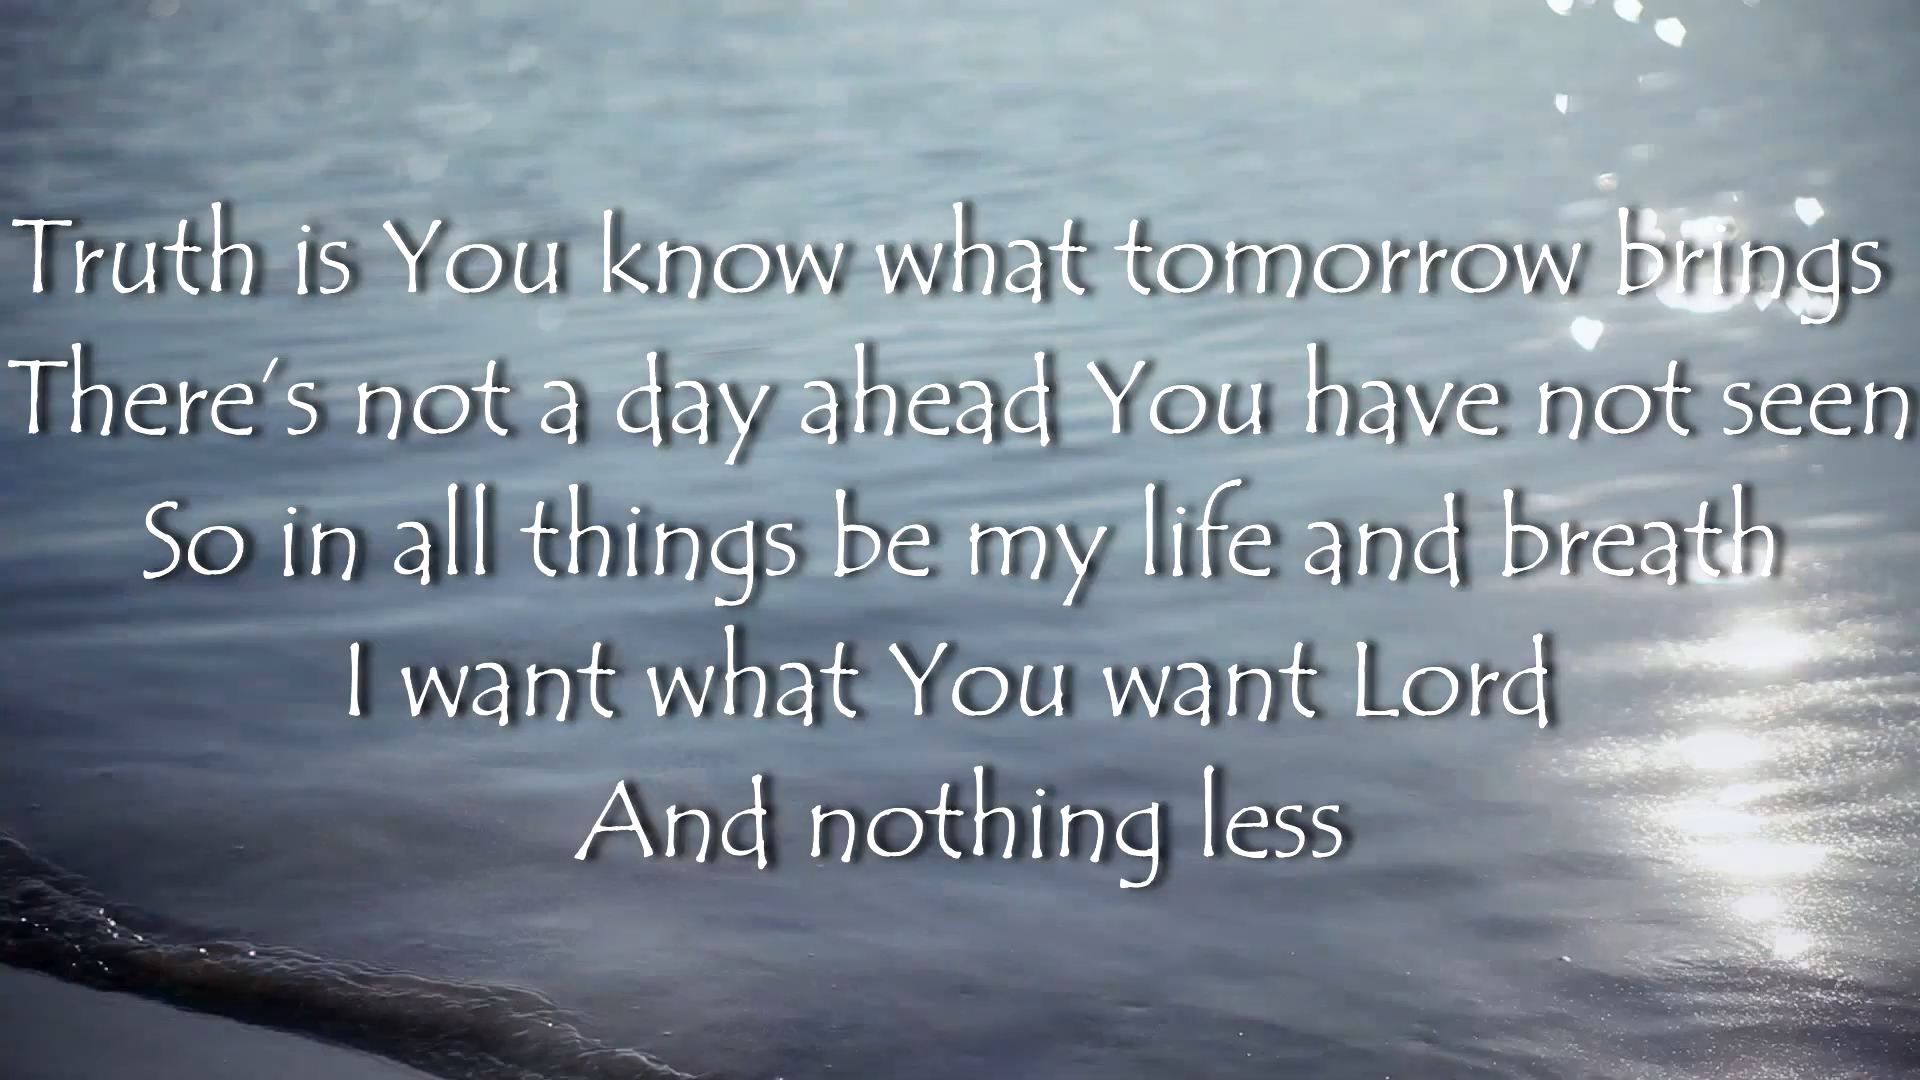 Truth is You know what tomorrow brings
There's not a day ahead You have not seen
So in all things be my life and breath
I want what You want Lord
And nothing less